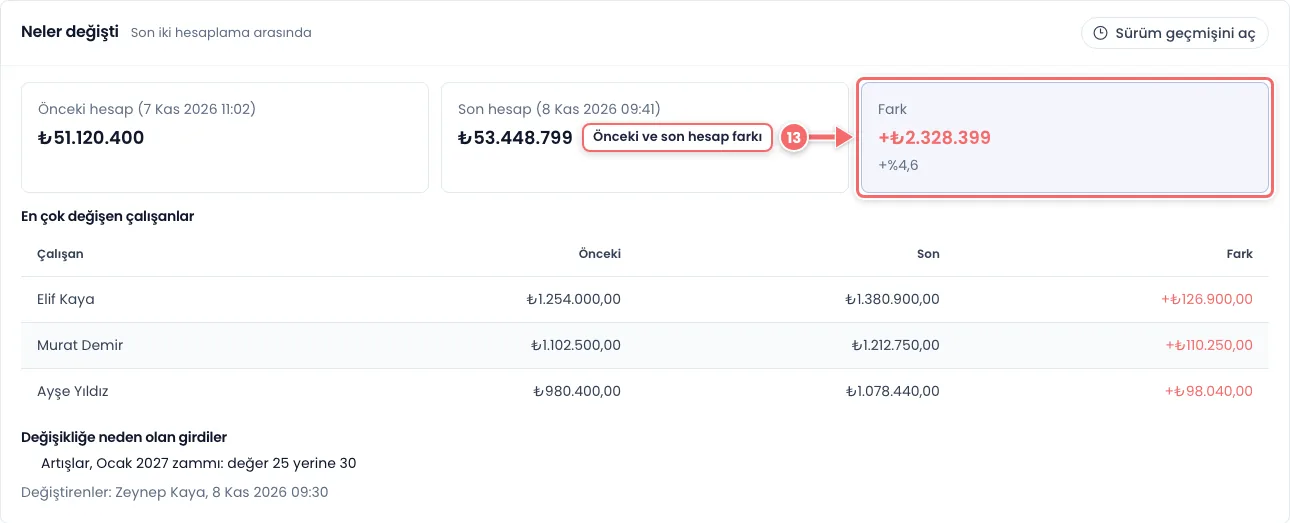 Neler değişti Son iki hesaplama arasında
Sürüm geçmişini aç
Önceki hesap (7 Kas 2026 11:02)
₺51.120.400
Son hesap (8 Kas 2026 09:41)
₺53.448.799
Önceki ve son hesap farkı
13
Fark
+₺2.328.399
+%4,6
En çok değişen çalışanlar
Çalışan Önceki Son Fark
Elif Kaya ₺1.254.000,00 ₺1.380.900,00 +₺126.900,00
Murat Demir ₺1.102.500,00 ₺1.212.750,00 +₺110.250,00
Ayşe Yıldız ₺980.400,00 ₺1.078.440,00 +₺98.040,00
Değişikliğe neden olan girdiler
Artışlar, Ocak 2027 zammı: değer 25 yerine 30
Değiştirenler: Zeynep Kaya, 8 Kas 2026 09:30